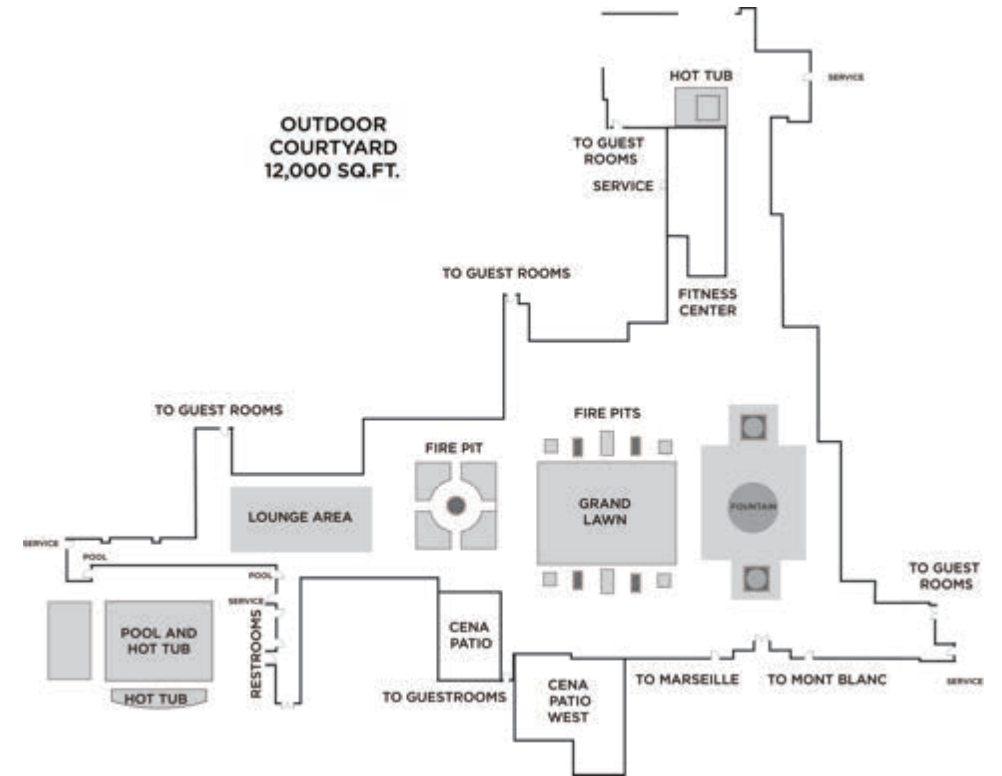 HOT TUB
SERVICE
OUTDOOR
COURTYARD
12,000 SQ.FT.
TO GUEST
ROOMS
SERVICE
TO GUEST ROOMS
FITNESS
CENTER
TO GUEST ROOMS
FIRE PITS
FIRE PIT
LOUNGE AREA
GRAND
LAWN
FOUNTAIN
SERVICE
POOL
POOL
TO GUEST
ROOMS
SERVICE
RESTROOMS
POOL AND
HOT TUB
CENA
PATIO
HOT TUB
TO GUESTROOMS
CENA
PATIO
WEST
TO MARSEILLE
TO MONT BLANC
SERVICE